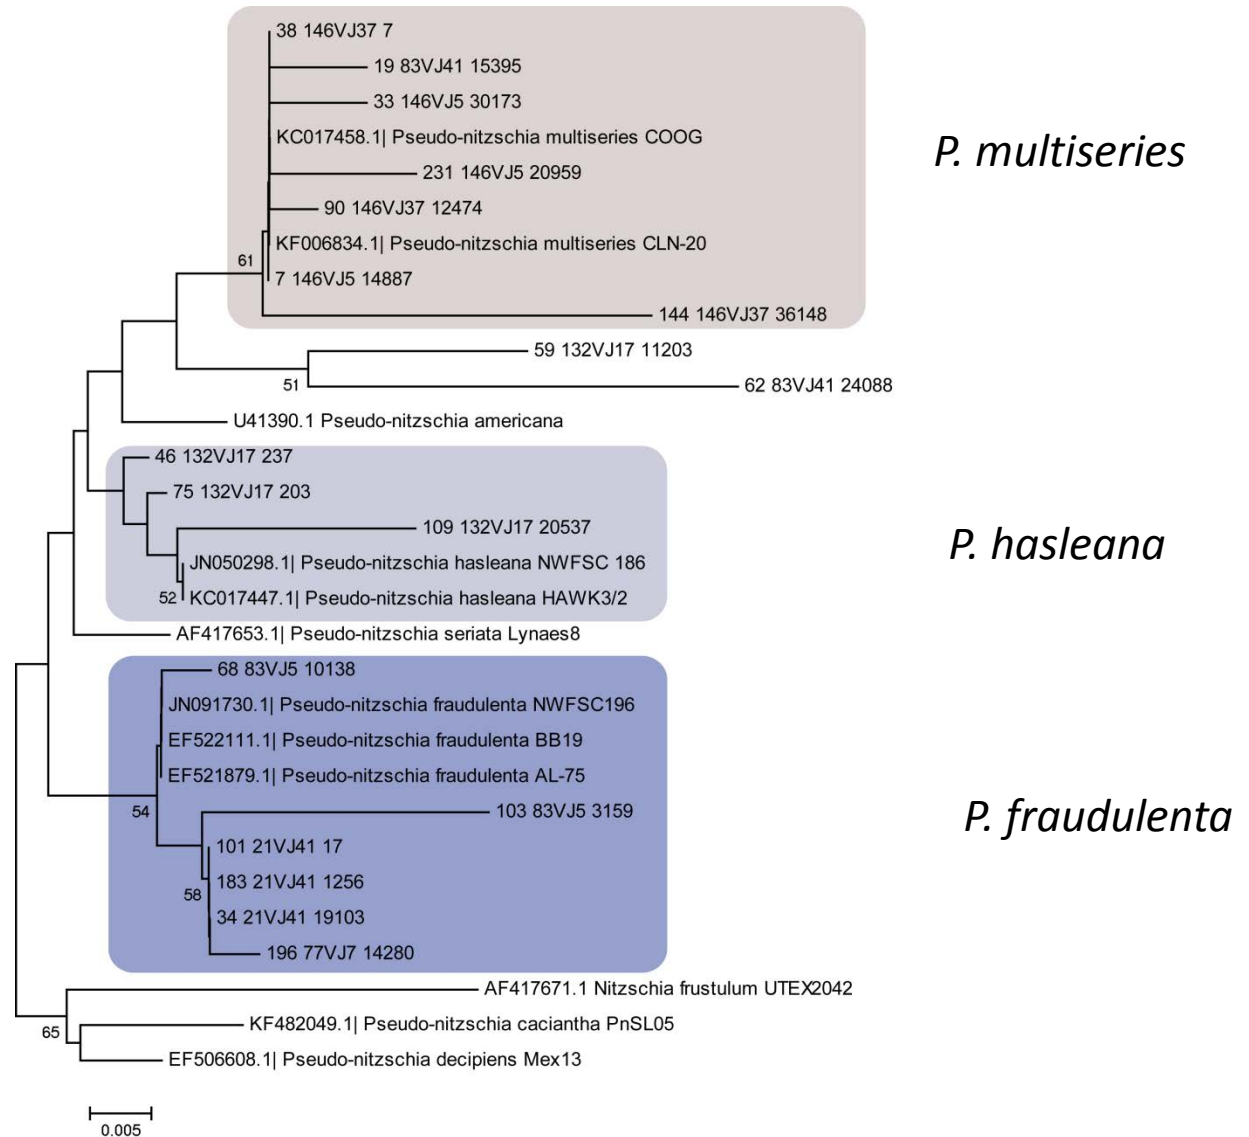 38 146VJ37 7
19 83VJ41 15395
33 146VJ5 30173
KC017458.1| Pseudo-nitzschia multiseries COOG
P. multiseries
231 146VJ5 20959
90 146VJ37 12474
KF006834.1| Pseudo-nitzschia multiseries CLN-20
61
7 146VJ5 14887
144 146VJ37 36148
59 132VJ17 11203
51
62 83VJ41 24088
U41390.1 Pseudo-nitzschia americana
46 132VJ17 237
75 132VJ17 203
109 132VJ17 20537
P. hasleana
JN050298.1| Pseudo-nitzschia hasleana NWFSC 186
52
KC017447.1| Pseudo-nitzschia hasleana HAWK3/2
AF417653.1| Pseudo-nitzschia seriata Lynaes8
68 83VJ5 10138
JN091730.1| Pseudo-nitzschia fraudulenta NWFSC196
EF522111.1| Pseudo-nitzschia fraudulenta BB19
EF521879.1| Pseudo-nitzschia fraudulenta AL-75
54
103 83VJ5 3159
P. fraudulenta
101 21VJ41 17
183 21VJ41 1256
58
34 21VJ41 19103
196 77VJ7 14280
AF417671.1 Nitzschia frustulum UTEX2042
65
KF482049.1| Pseudo-nitzschia caciantha PnSL05
EF506608.1| Pseudo-nitzschia decipiens Mex13
0.005